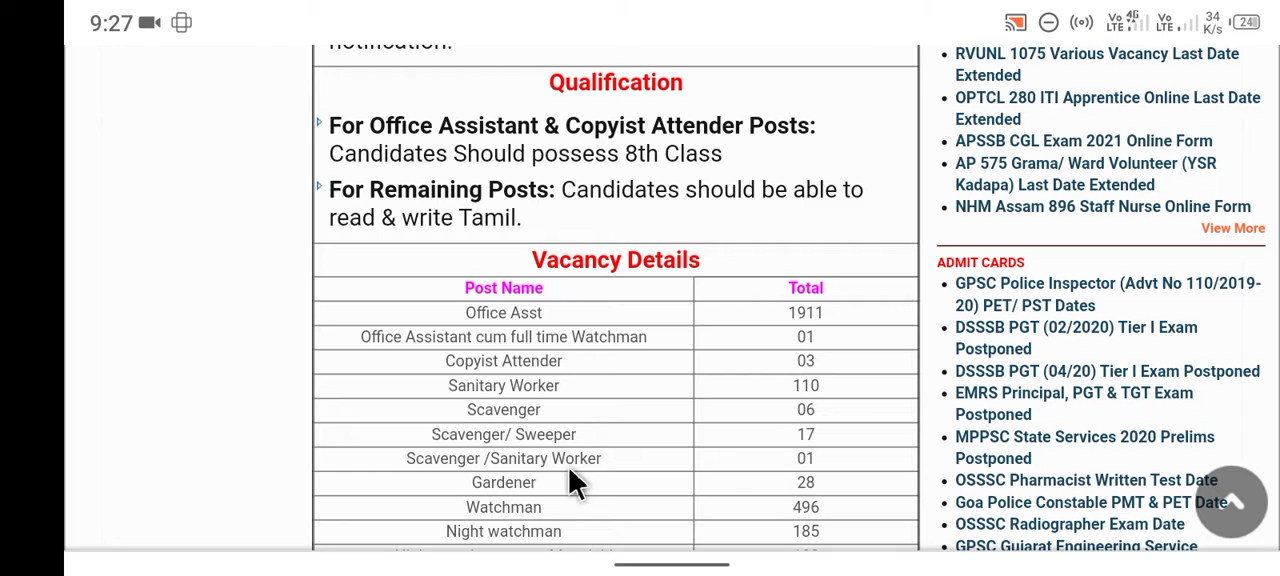 9:27
Vo 4G
LTE
Vo
LTE
34
K/s
24
notification.
Qualification
For Office Assistant & Copyist Attender Posts:
Candidates Should possess 8th Class
For Remaining Posts: Candidates should be able to
read & write Tamil.
Vacancy Details
Post Name Total
Office Asst 1911
Office Assistant cum full time Watchman 01
Copyist Attender 03
Sanitary Worker 110
Scavenger 06
Scavenger/ Sweeper 17
Scavenger /Sanitary Worker 01
Gardener 28
Watchman 496
Night watchman 185
RVUNL 1075 Various Vacancy Last Date
Extended
OPTCL 280 ITI Apprentice Online Last Date
Extended
APSSB CGL Exam 2021 Online Form
AP 575 Grama/ Ward Volunteer (YSR
Kadapa) Last Date Extended
NHM Assam 896 Staff Nurse Online Form
View More
ADMIT CARDS
GPSC Police Inspector (Advt No 110/2019-
20) PET/ PST Dates
DSSSB PGT (02/2020) Tier I Exam
Postponed
DSSSB PGT (04/20) Tier I Exam Postponed
EMRS Principal, PGT & TGT Exam
Postponed
MPPSC State Services 2020 Prelims
Postponed
OSSSC Pharmacist Written Test Date
Goa Police Constable PMT & PET Date
OSSSC Radiographer Exam Date
GPSC Gujarat Engineering Service